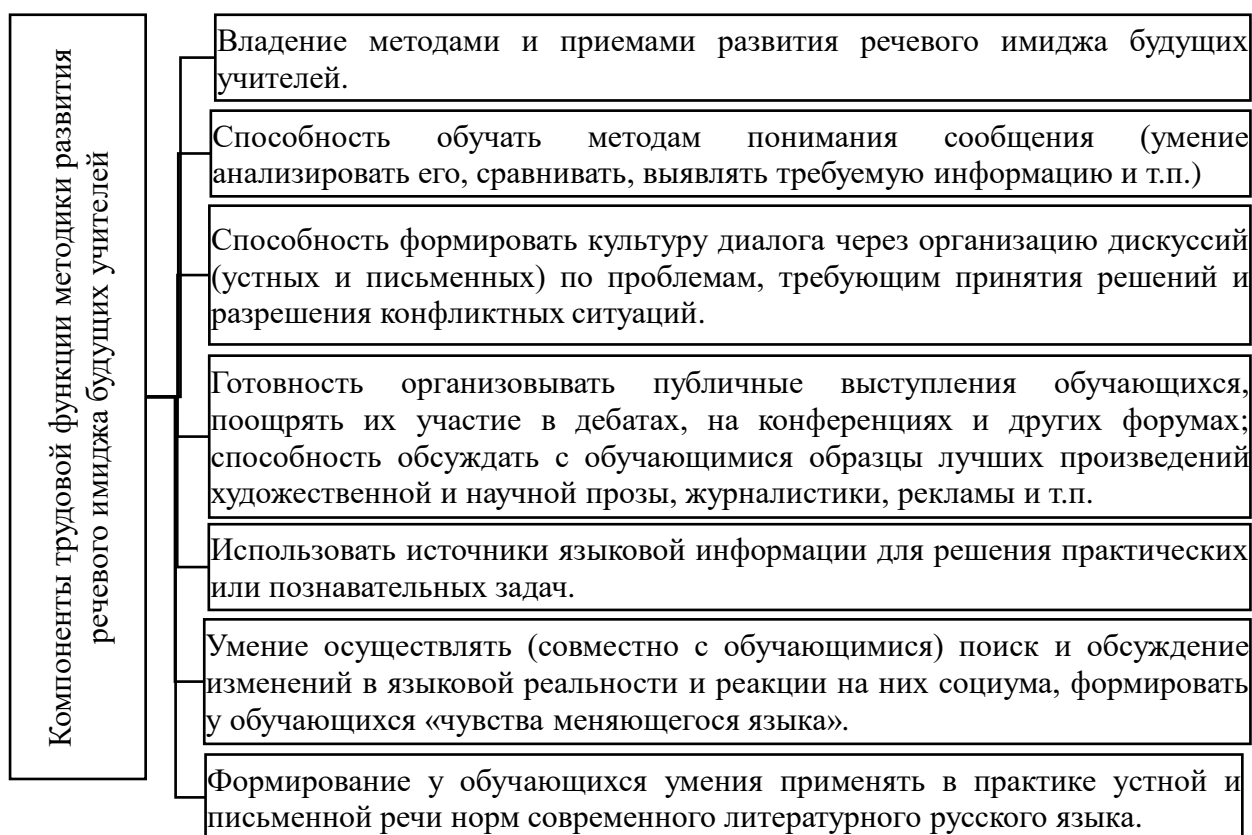 Компоненты трудовой функции методики развития
речевого имиджа будущих учителей
Владение методами и приемами развития речевого имиджа будущих
учителей.
Способность обучать методам понимания сообщения (умение
анализировать его, сравнивать, выявлять требуемую информацию и т.п.)
Способность формировать культуру диалога через организацию дискуссий
(устных и письменных) по проблемам, требующим принятия решений и
разрешения конфликтных ситуаций.
Готовность организовывать публичные выступления обучающихся,
поощрять их участие в дебатах, на конференциях и других форумах;
способность обсуждать с обучающимися образцы лучших произведений
художественной и научной прозы, журналистики, рекламы и т.п.
Использовать источники языковой информации для решения практических
или познавательных задач.
Умение осуществлять (совместно с обучающимися) поиск и обсуждение
изменений в языковой реальности и реакции на них социума, формировать
у обучающихся «чувства меняющегося языка».
Формирование у обучающихся умения применять в практике устной и
письменной речи норм современного литературного русского языка.